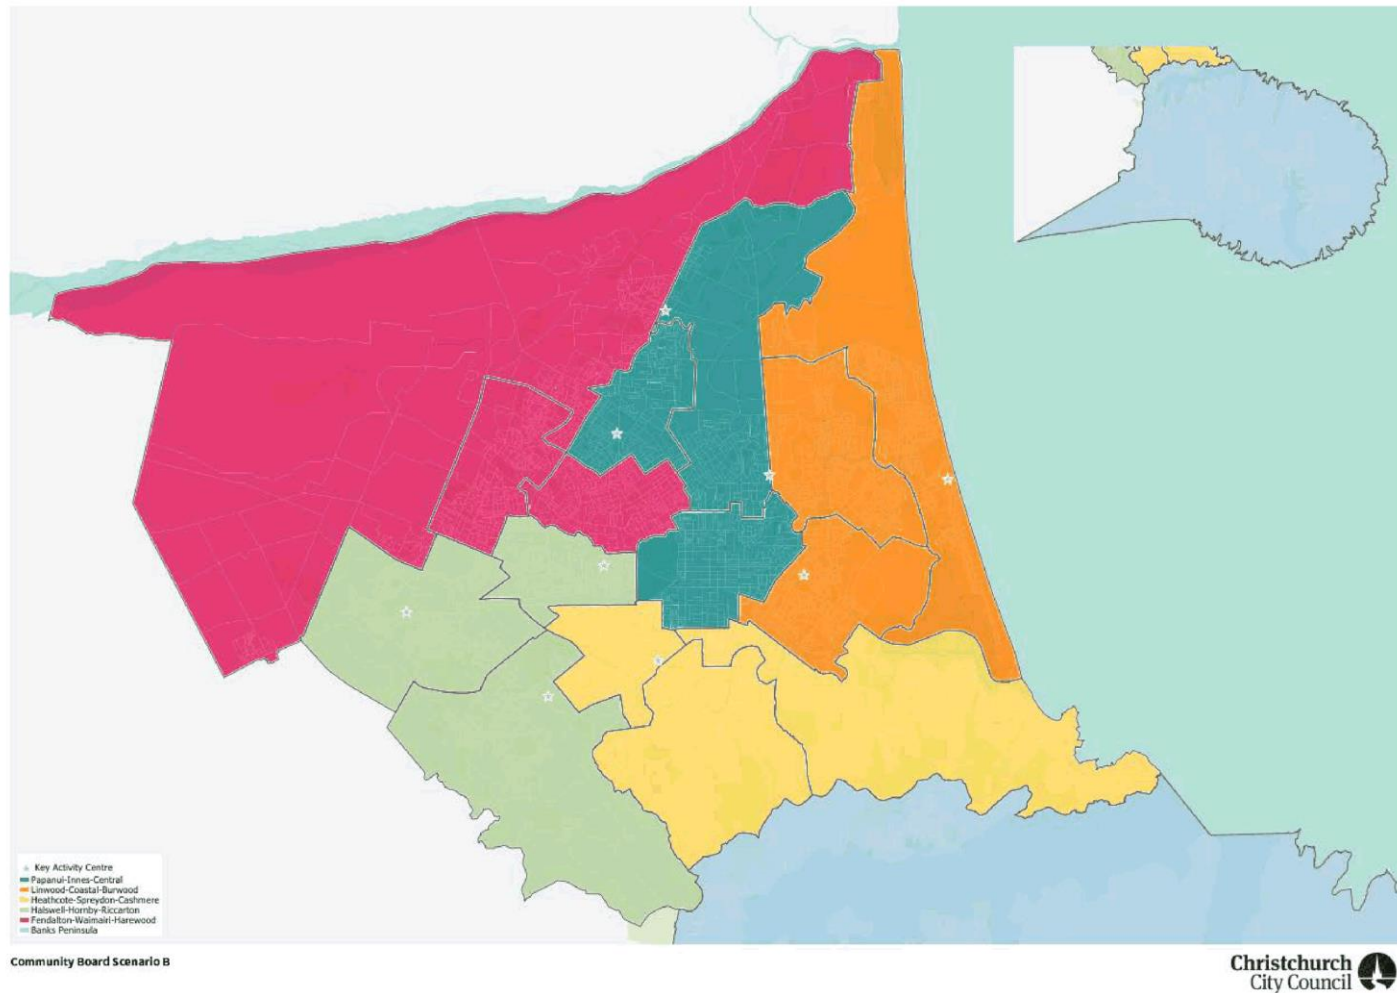 Key Activity Centre
Papanui-Innes-Central
Linwood-Coastal-Burwood
Heathcote-Spreydon-Cashmere
Halswell-Hornby-Riccarton
Fendalton-Waimairi-Harewood
Banks Peninsula
Community Board Scenario B
Christchurch
City Council